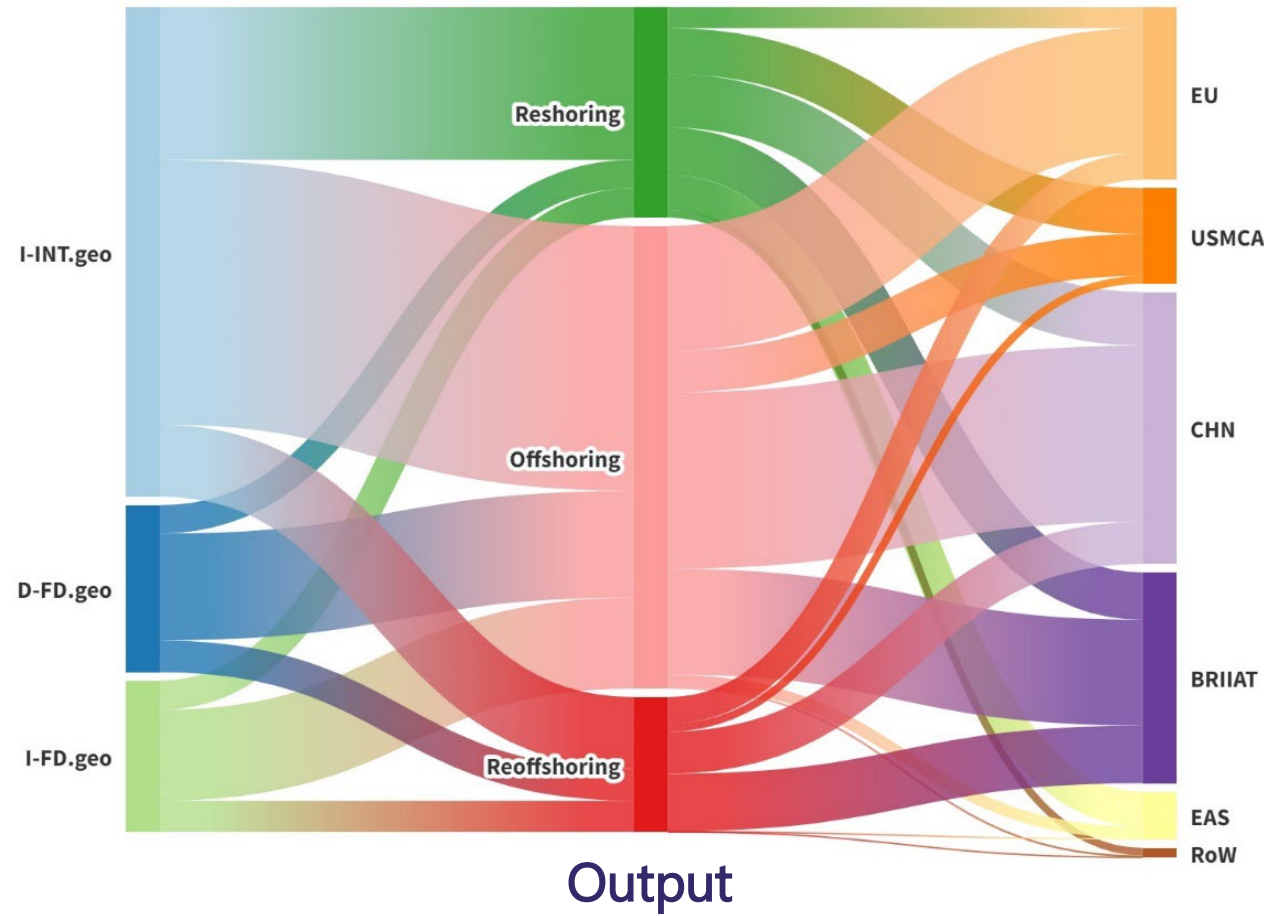 I-INT.geo
D-FD.geo
I-FD.geo
Reshoring
Offshoring
Reoffshoring
EU
USMCA
CHN
BRIIAT
EAS
RoW
Output